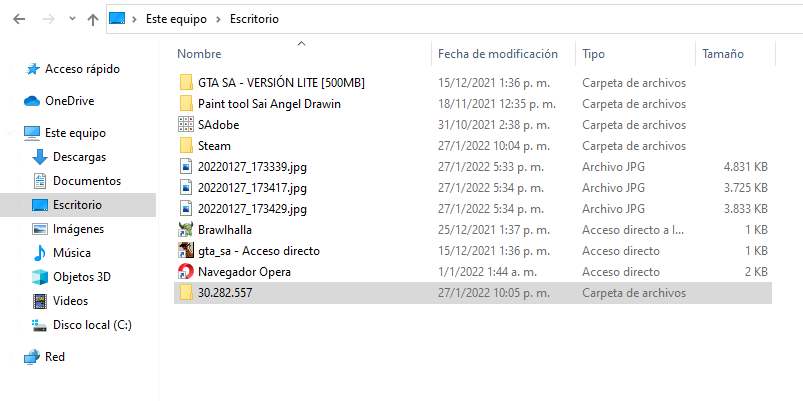 Este equipo Escritorio
Nombre Fecha de modificación Tipo Tamaño
Acceso rápido
OneDrive
Este equipo
Descargas
Documentos
Escritorio
Imágenes
Música
Objetos 3D
Videos
Disco local (C:)
Red
GTA SA - VERSIÓN LITE [500MB] 15/12/2021 1:36 p. m. Carpeta de archivos
Paint tool Sai Angel Drawin 18/11/2021 12:35 p. m. Carpeta de archivos
SAdobe 31/10/2021 2:38 p. m. Carpeta de archivos
Steam 27/1/2022 10:04 p. m. Carpeta de archivos
20220127_173339.jpg 27/1/2022 5:33 p. m. Archivo JPG 4.831 KB
20220127_173417.jpg 27/1/2022 5:34 p. m. Archivo JPG 3.725 KB
20220127_173429.jpg 27/1/2022 5:34 p. m. Archivo JPG 3.833 KB
Brawlhalla 25/12/2021 1:37 p. m. Acceso directo a l... 1 KB
gta_sa - Acceso directo 15/12/2021 1:36 p. m. Acceso directo 1 KB
Navegador Opera 1/1/2022 1:44 a. m. Acceso directo 2 KB
30.282.557 27/1/2022 10:05 p. m. Carpeta de archivos